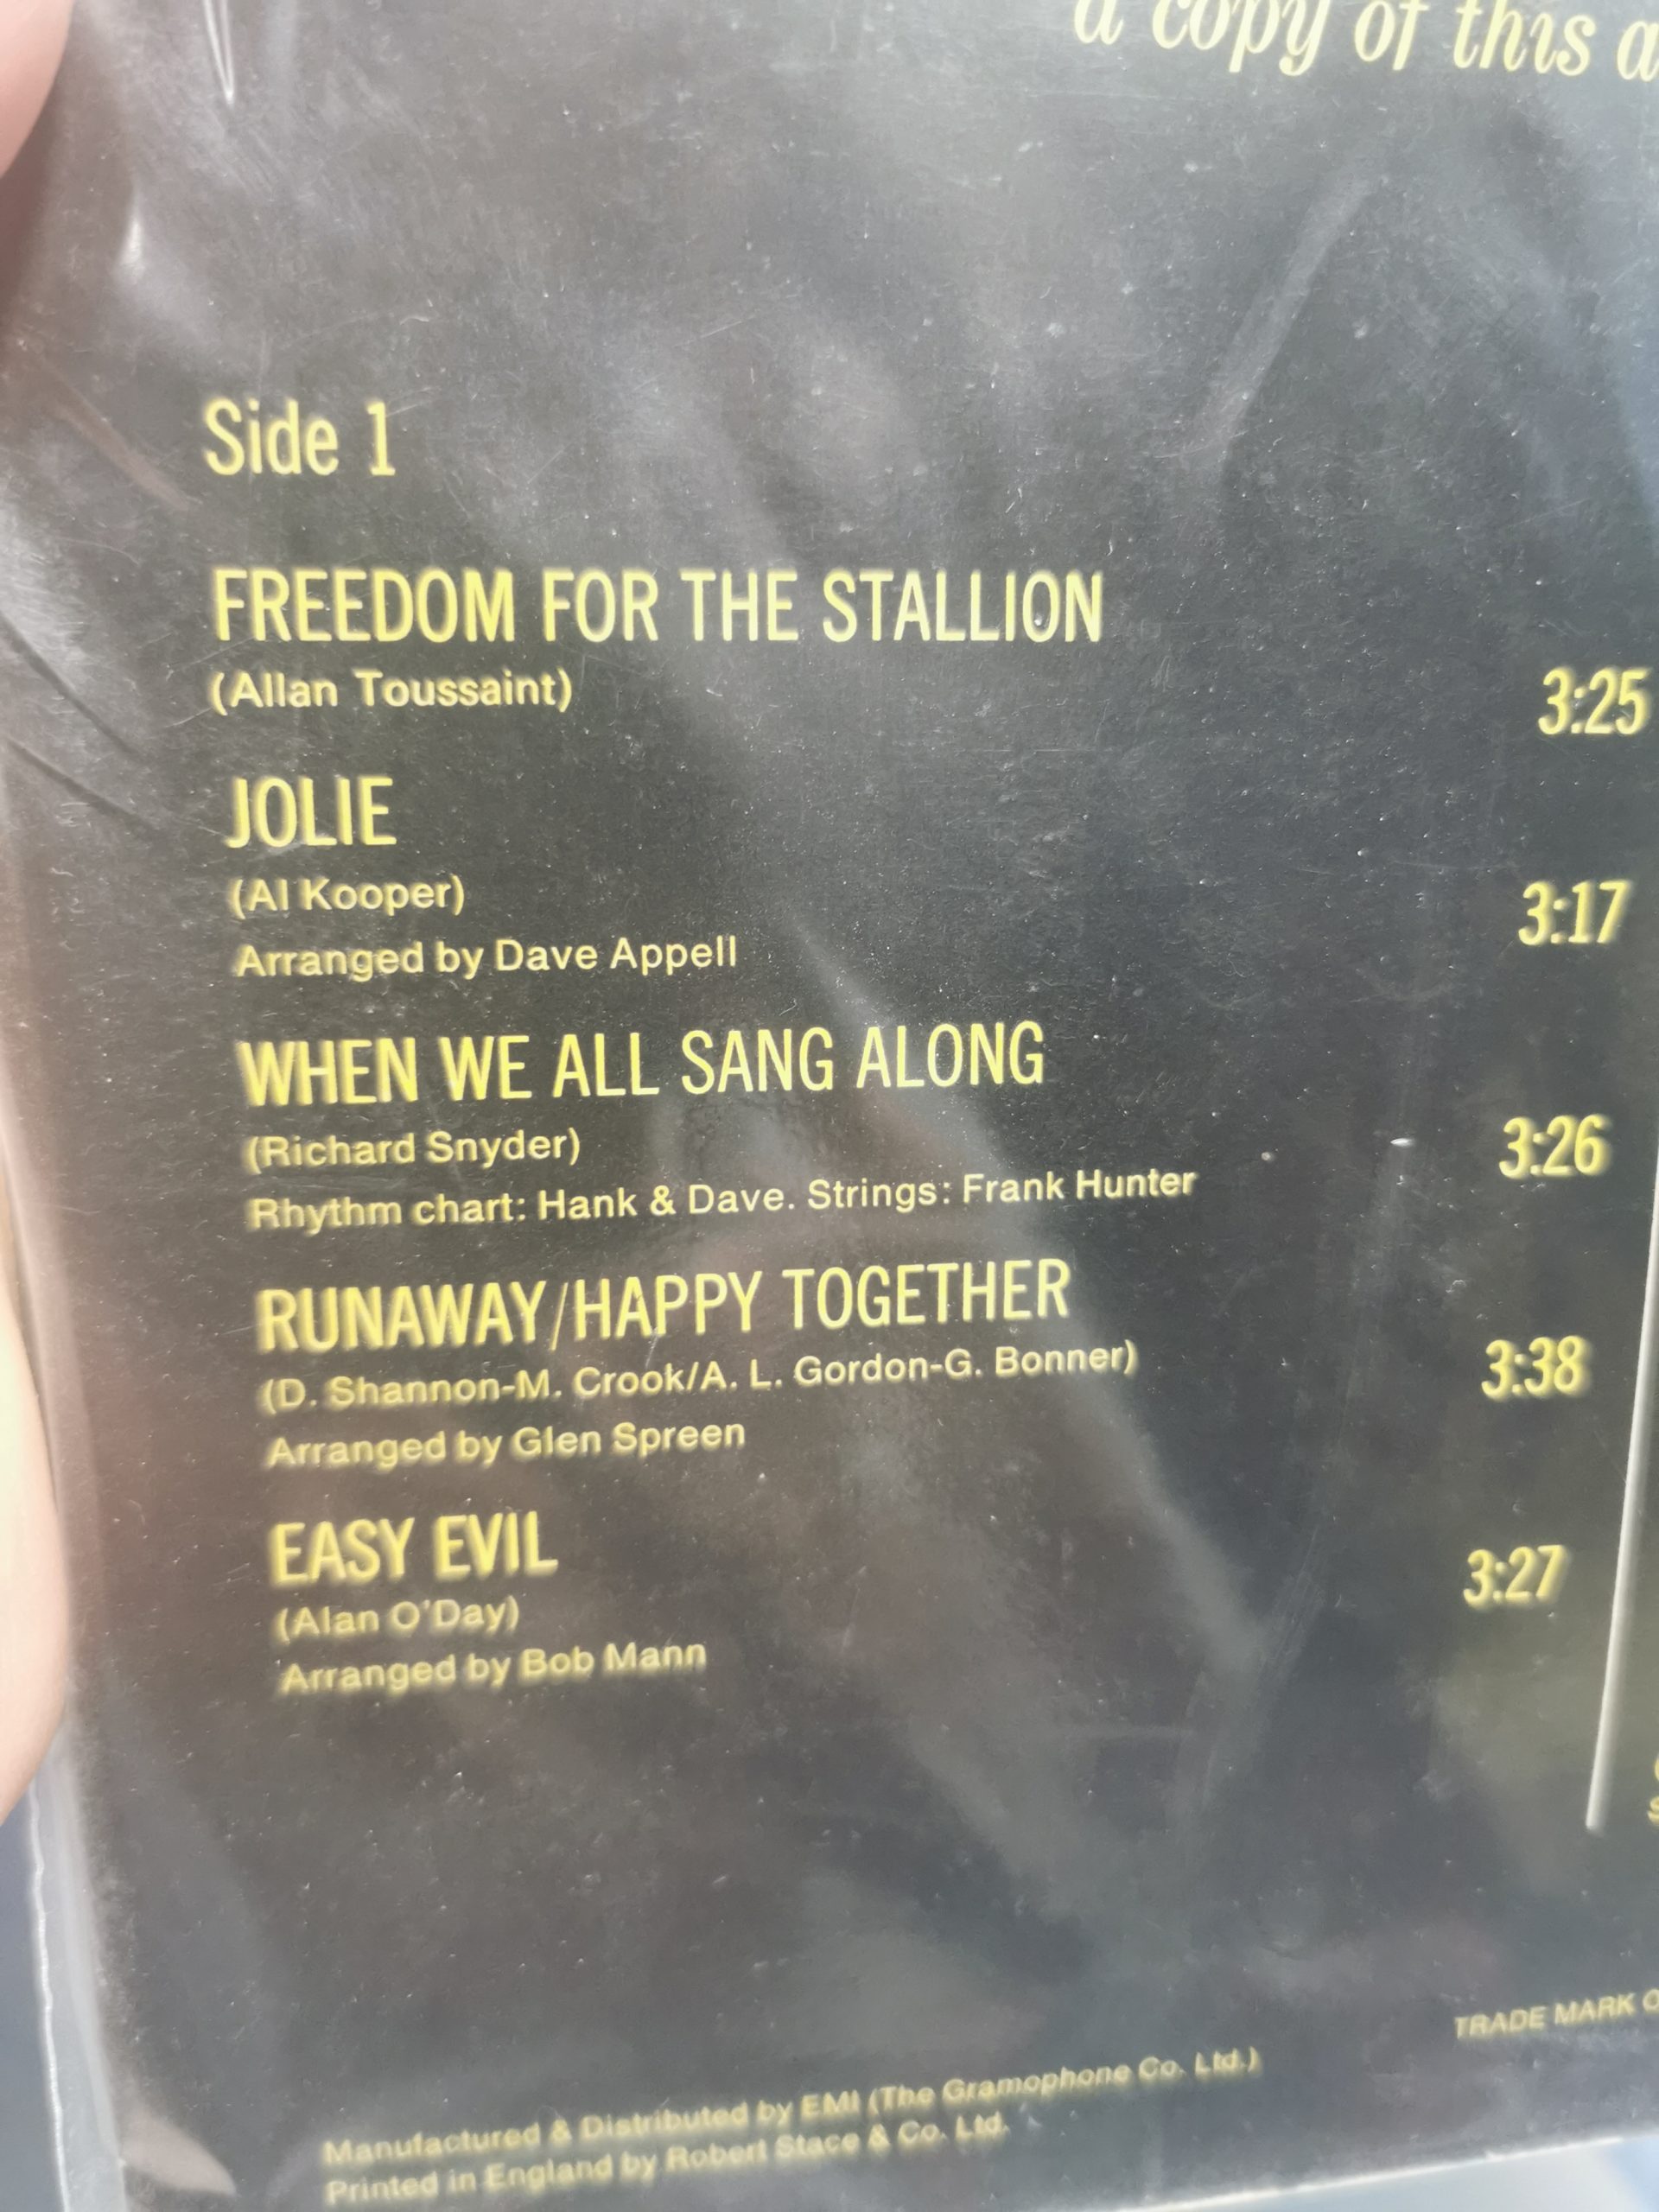 a copy of this a
Side 1
FREEDOM FOR THE STALLION
(Allan Toussaint)
3:25
JOLIE
(Al Kooper)
3:17
Arranged by Dave Appell
WHEN WE ALL SANG ALONG
(Richard Snyder)
3:26
Rhythm chart: Hank & Dave. Strings: Frank Hunter
RUNAWAY/HAPPY TOGETHER
(D. Shannon-M. Crook/A. L. Gordon-G. Bonner)
3:38
Arranged by Glen Spreen
EASY EVIL
(Alan O'Day)
3:27
Arranged by Bob Mann
TRADE MARK O
Manufactured & Distributed by EMI (The Gramophone Co. Ltd.)
Printed in England by Robert Stace & Co. Ltd.